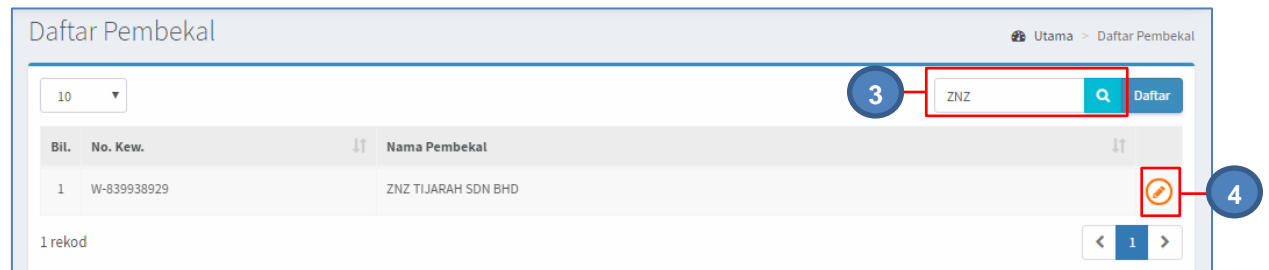 Daftar Pembekal
Utama > Daftar Pembekal
10
3
ZNZ
Daftar
Bil. No. Kew. Nama Pembekal
1 W-839938929 ZNZ TIJARAH SDN BHD
4
1 rekod
< 1 >